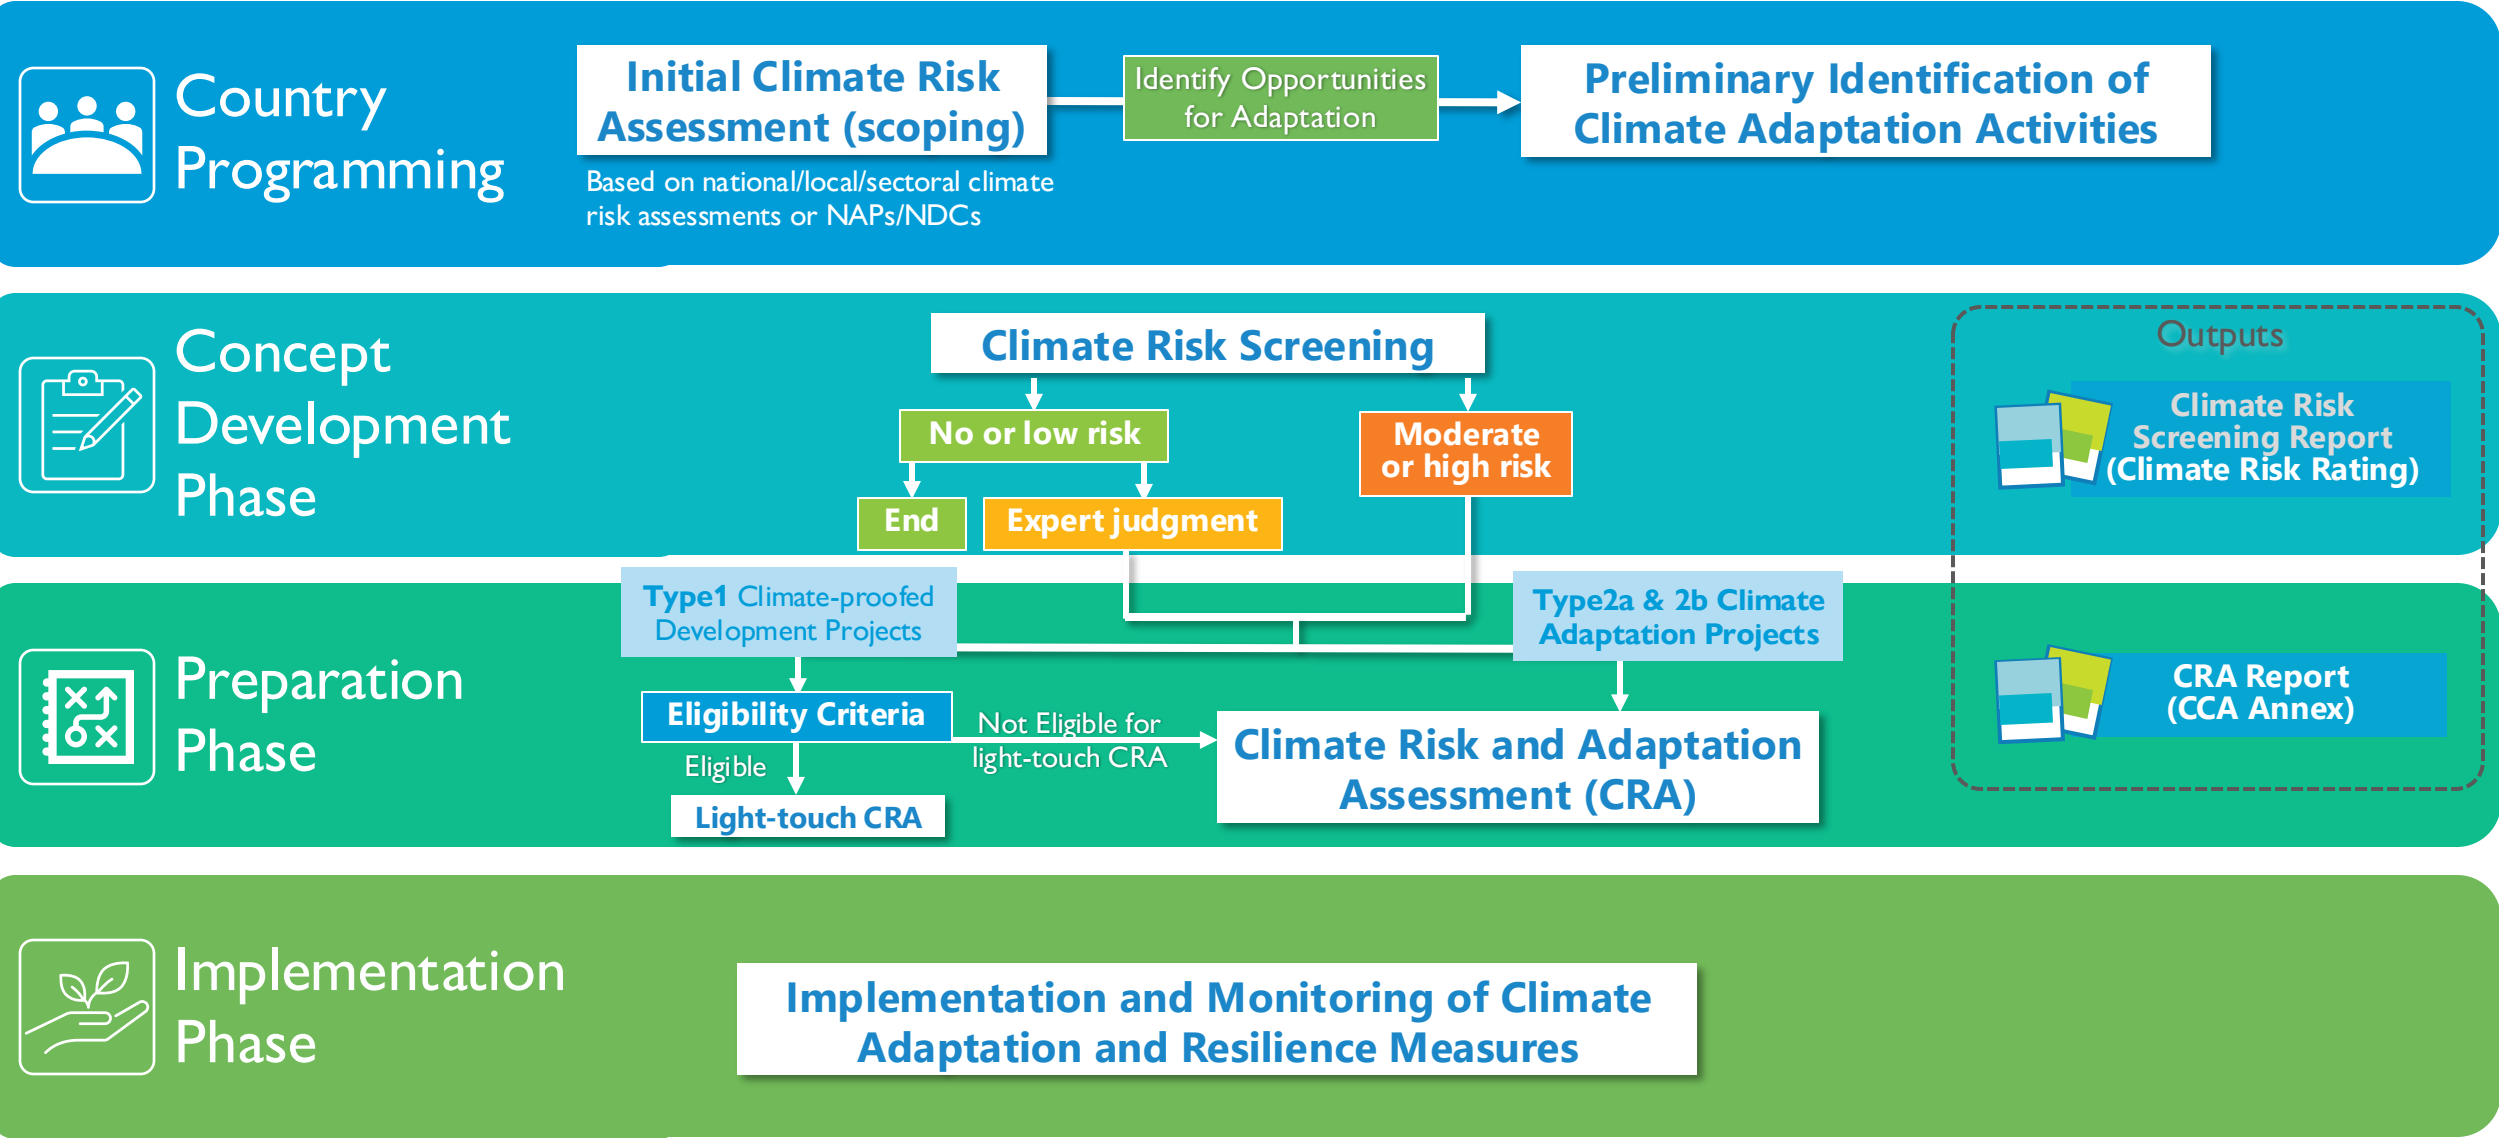 Country
Programming
Initial Climate Risk
Assessment (scoping)
Based on national/local/sectoral climate
risk assessments or NAPs/NDCs
Identify Opportunities
for Adaptation
Preliminary Identification of
Climate Adaptation Activities
Concept
Development
Phase
Climate Risk Screening
No or low risk
Moderate
or high risk
End
Expert judgment
Outputs
Climate Risk
Screening Report
(Climate Risk Rating)
Preparation
Phase
Type1 Climate-proofed
Development Projects
Type2a & 2b Climate
Adaptation Projects
Eligibility Criteria
Eligible
Not Eligible for
light-touch CRA
Light-touch CRA
Climate Risk and Adaptation
Assessment (CRA)
CRA Report
(CCA Annex)
Implementation
Phase
Implementation and Monitoring of Climate
Adaptation and Resilience Measures